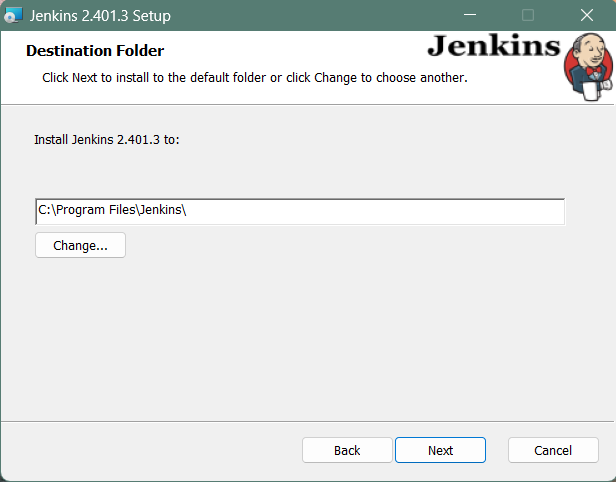 Jenkins 2.401.3 Setup
Destination Folder
Jenkins
Click Next to install to the default folder or click Change to choose another.
Install Jenkins 2.401.3 to:
C:\Program Files\Jenkins\
Change...
Back
Next
Cancel